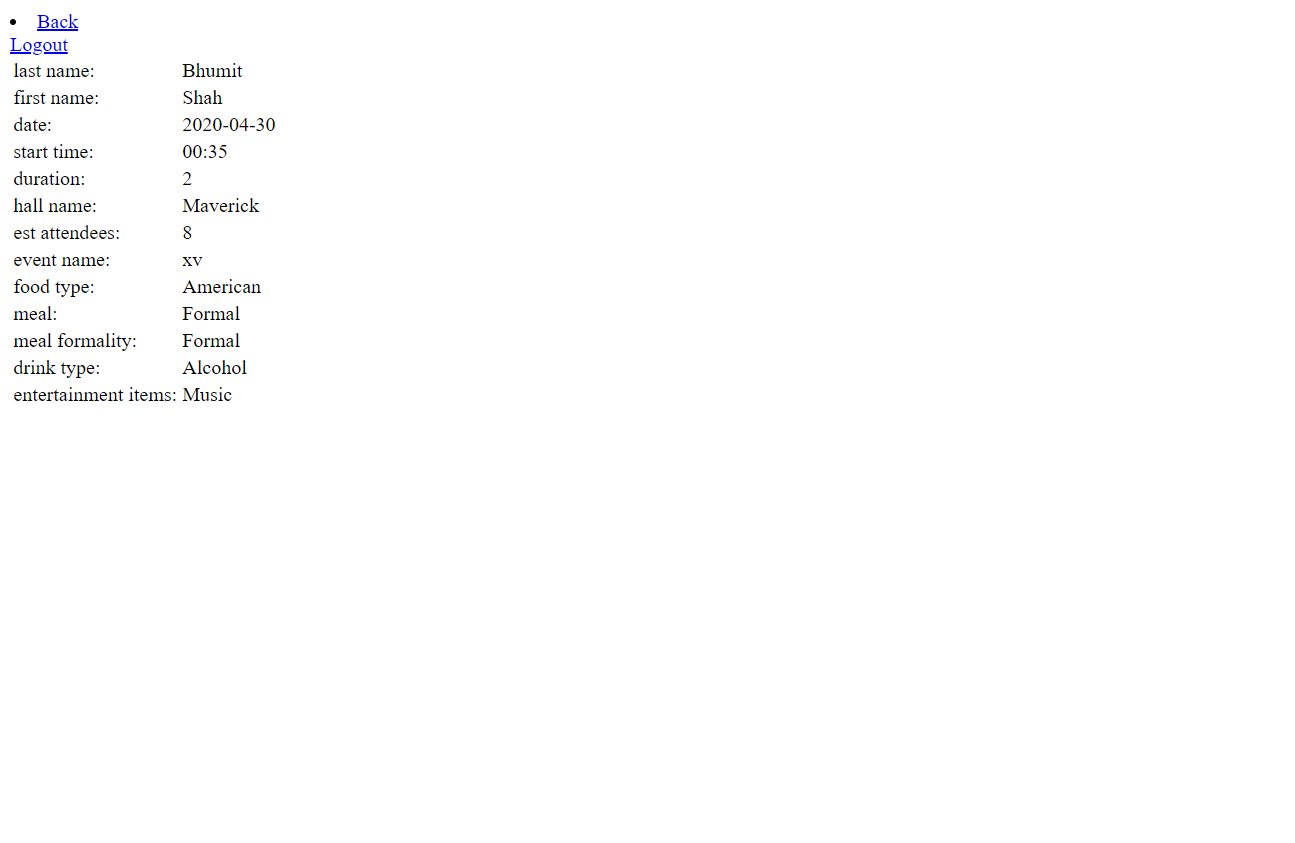 Back
Logout
last name: Bhumit
first name: Shah
date: 2020-04-30
start time: 00:35
duration: 2
hall name: Maverick
est attendees: 8
event name: xv
food type: American
meal: Formal
meal formality: Formal
drink type: Alcohol
entertainment items: Music